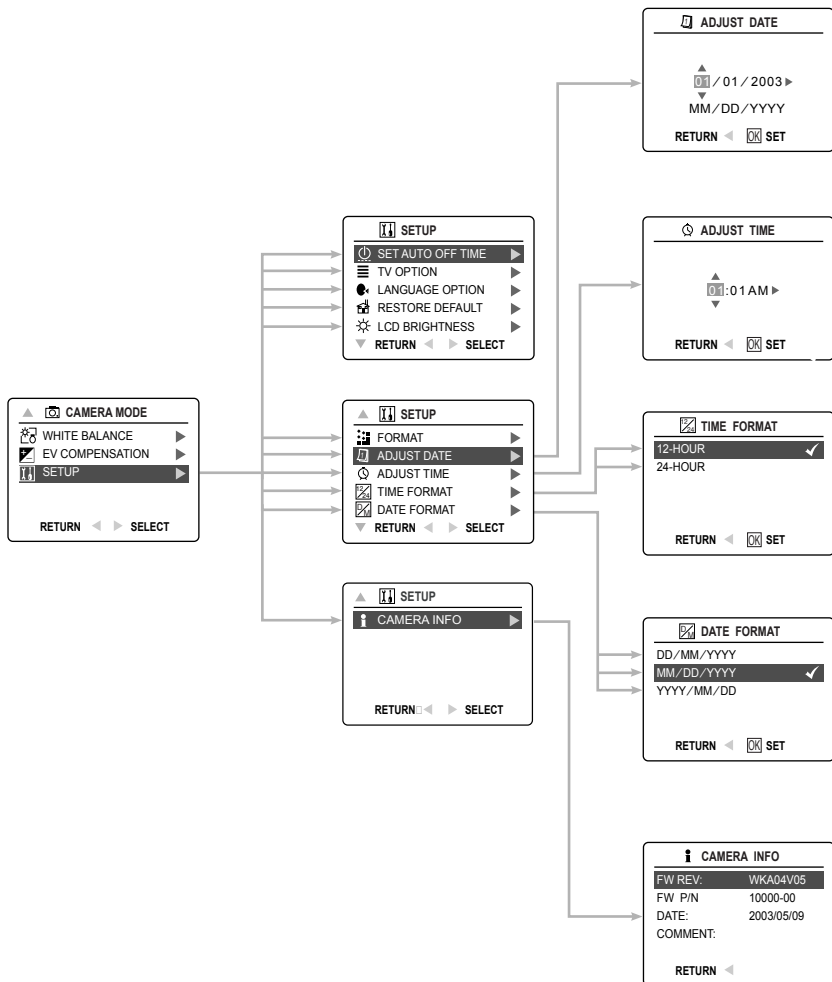 CAMERA MODE
WHITE BALANCE
EV COMPENSATION
SETUP
RETURN SELECT
SETUP
SET AUTO OFF TIME
TV OPTION
LANGUAGE OPTION
RESTORE DEFAULT
LCD BRIGHTNESS
RETURN SELECT
SETUP
FORMAT
ADJUST DATE
ADJUST TIME
12/24 TIME FORMAT
D/M DATE FORMAT
RETURN SELECT
SETUP
CAMERA INFO
RETURN SELECT
ADJUST DATE
01/01/2003
MM/DD/YYYY
RETURN OK SET
ADJUST TIME
01:01AM
RETURN OK SET
12/24 TIME FORMAT
12-HOUR
24-HOUR
RETURN OK SET
D/M DATE FORMAT
DD/MM/YYYY
MM/DD/YYYY
YYYY/MM/DD
RETURN OK SET
CAMERA INFO
FW REV: WKA04V05
FW P/N 10000-00
DATE: 2003/05/09
COMMENT:
RETURN